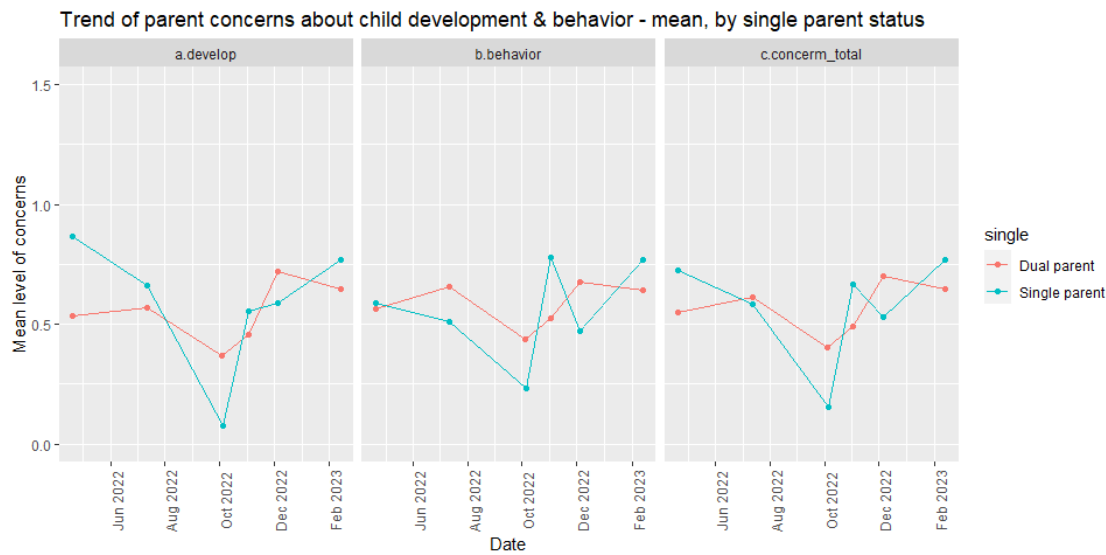 Trend of parent concerns about child development & behavior - mean, by single parent status
a.develop
b.behavior
c.concerm_total
Mean level of concerns
1.5
1.0
0.5
0.0
Jun 2022
Aug 2022
Oct 2022
Dec 2022
Feb 2023
Jun 2022
Aug 2022
Oct 2022
Dec 2022
Feb 2023
Jun 2022
Aug 2022
Oct 2022
Dec 2022
Feb 2023
Date
single
Dual parent
Single parent